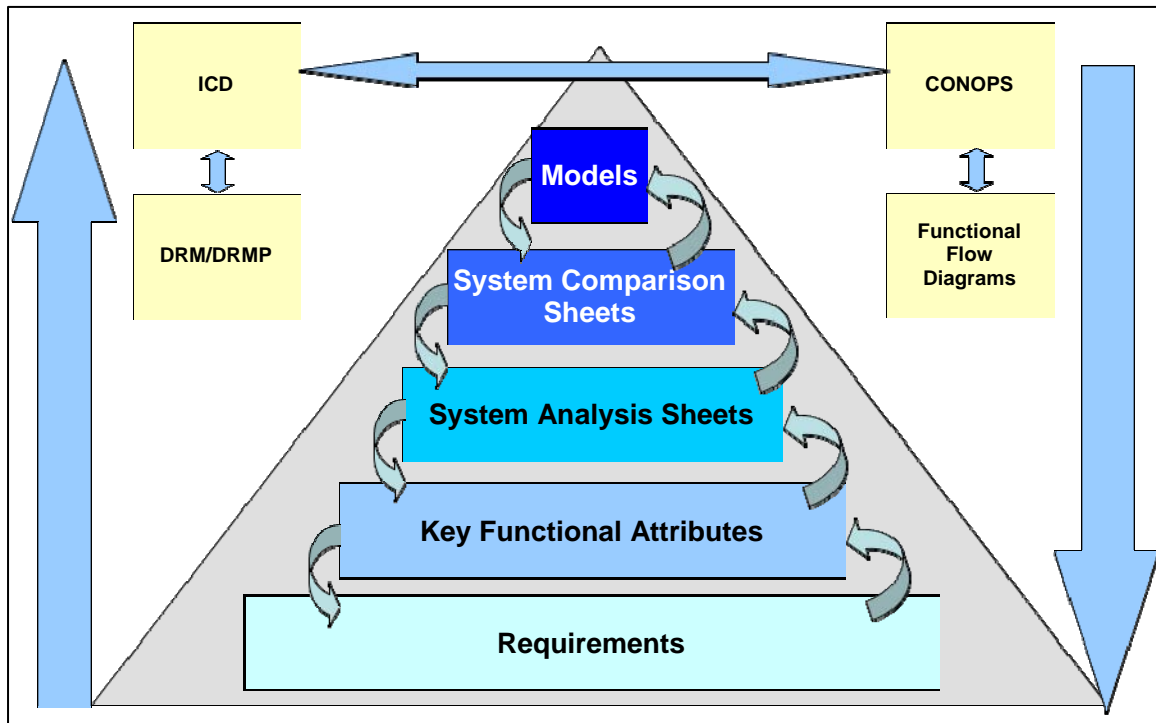 ICD
CONOPS
Models
DRM/DRMP
Functional
Flow
Diagrams
System Comparison
Sheets
System Analysis Sheets
Key Functional Attributes
Requirements